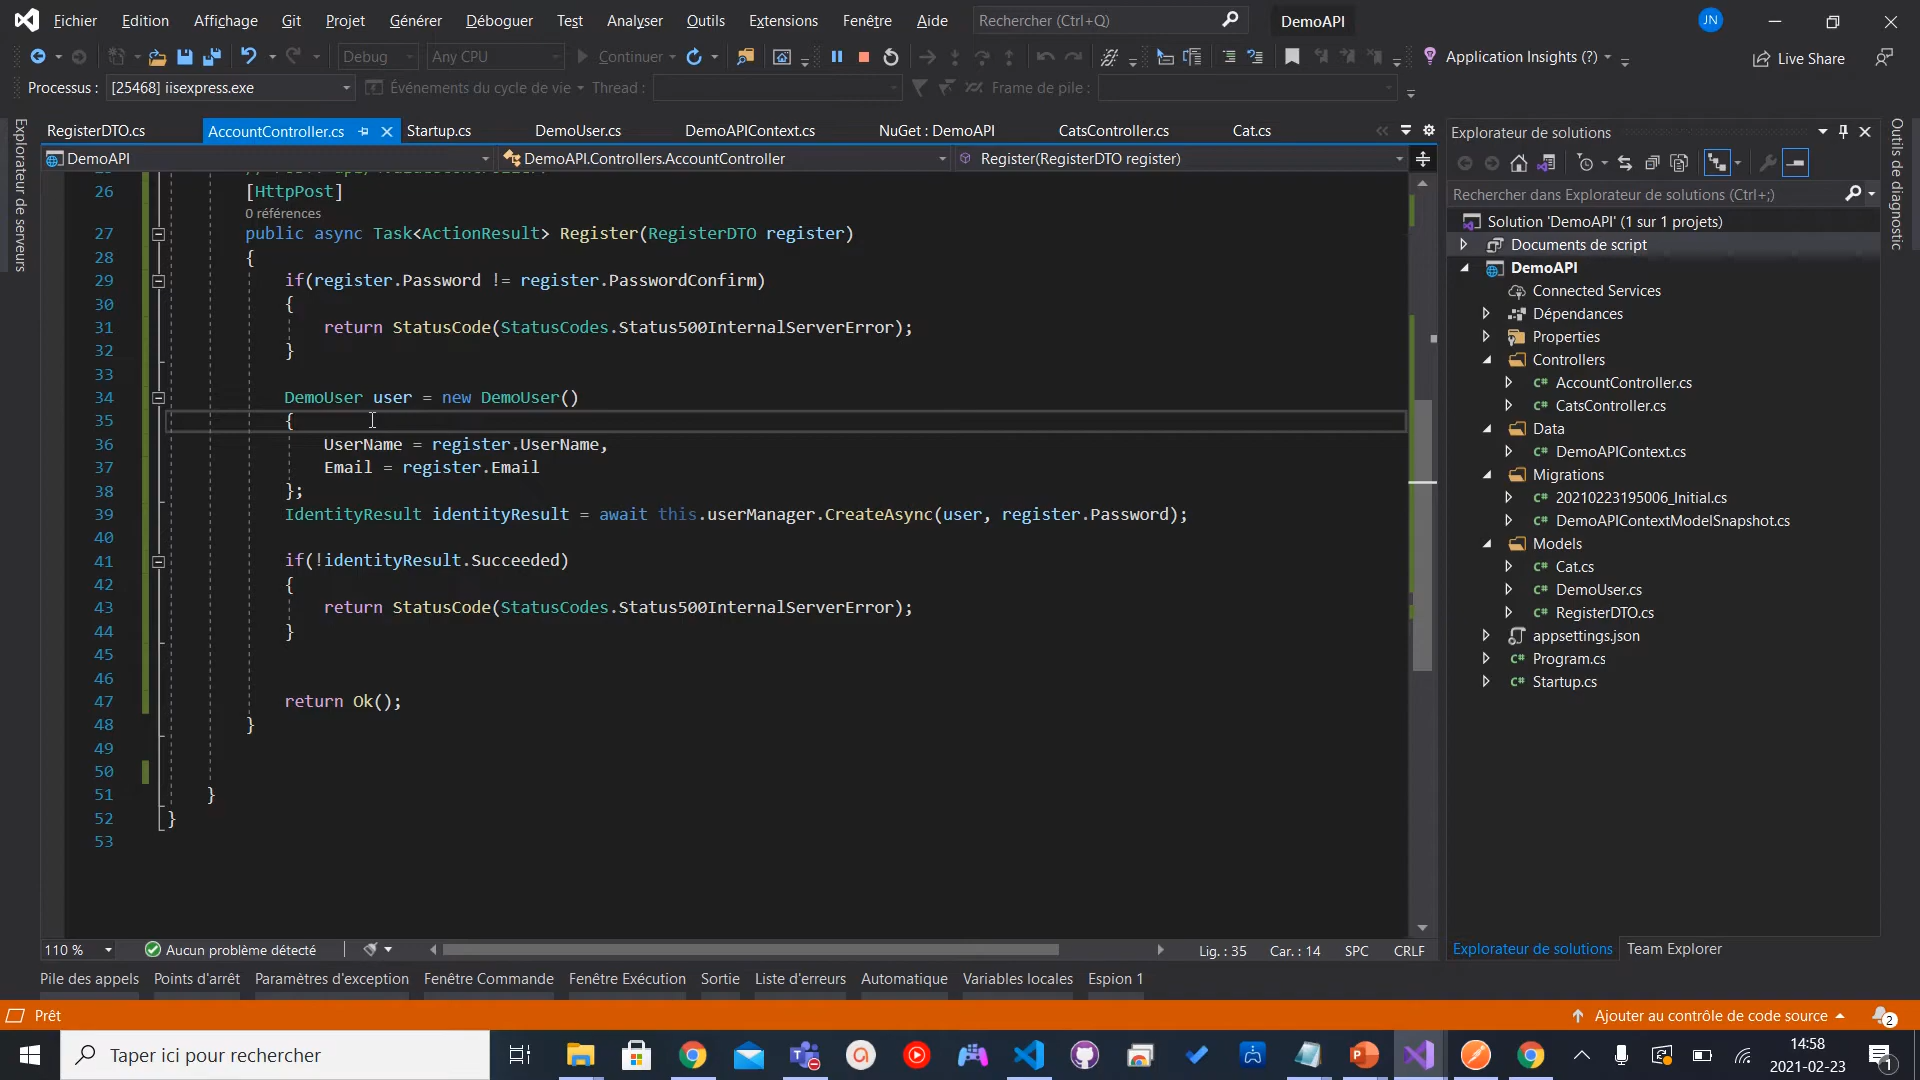 Fichier Edition Affichage Git Projet Générer Déboguer Test Analyser Outils Extensions Fenêtre Aide Rechercher (Ctrl+Q) DemoAPI JN
Debug Any CPU Continuer Application Insights (?) Live Share
Processus : [25468] iisexpress.exe Événements du cycle de vie Thread : Frame de pile :
Explorateur de serveurs
RegisterDTO.cs AccountController.cs Startup.cs DemoUser.cs DemoAPIContext.cs NuGet : DemoAPI CatsController.cs Cat.cs
DemoAPI DemoAPI.Controllers.AccountController Register(RegisterDTO register)
26 [HttpPost]
0 références
27 public async Task<ActionResult> Register(RegisterDTO register)
28 {
29 if(register.Password != register.PasswordConfirm)
30 {
31 return StatusCode(StatusCodes.Status500InternalServerError);
32 }
33
34 DemoUser user = new DemoUser()
35 {
36 UserName = register.UserName,
37 Email = register.Email
38 };
39 IdentityResult identityResult = await this.userManager.CreateAsync(user, register.Password);
40
41 if(!identityResult.Succeeded)
42 {
43 return StatusCode(StatusCodes.Status500InternalServerError);
44 }
45
46
47 return Ok();
48 }
49
50
51 }
52 }
53
110 % Aucun problème détecté Lig. : 35 Car. : 14 SPC CRLF
Explorateur de solutions
Rechercher dans Explorateur de solutions (Ctrl+;)
Solution 'DemoAPI' (1 sur 1 projets)
Documents de script
DemoAPI
Connected Services
Dépendances
Properties
Controllers
AccountController.cs
CatsController.cs
Data
DemoAPIContext.cs
Migrations
20210223195006_Initial.cs
DemoAPIContextModelSnapshot.cs
Models
Cat.cs
DemoUser.cs
RegisterDTO.cs
appsettings.json
Program.cs
Startup.cs
Explorateur de solutions Team Explorer
Outils de diagnostic
Pile des appels Points d'arrêt Paramètres d'exception Fenêtre Commande Fenêtre Exécution Sortie Liste d'erreurs Automatique Variables locales Espion 1
Prêt Ajouter au contrôle de code source 2
Taper ici pour rechercher
14:58
2021-02-23
1